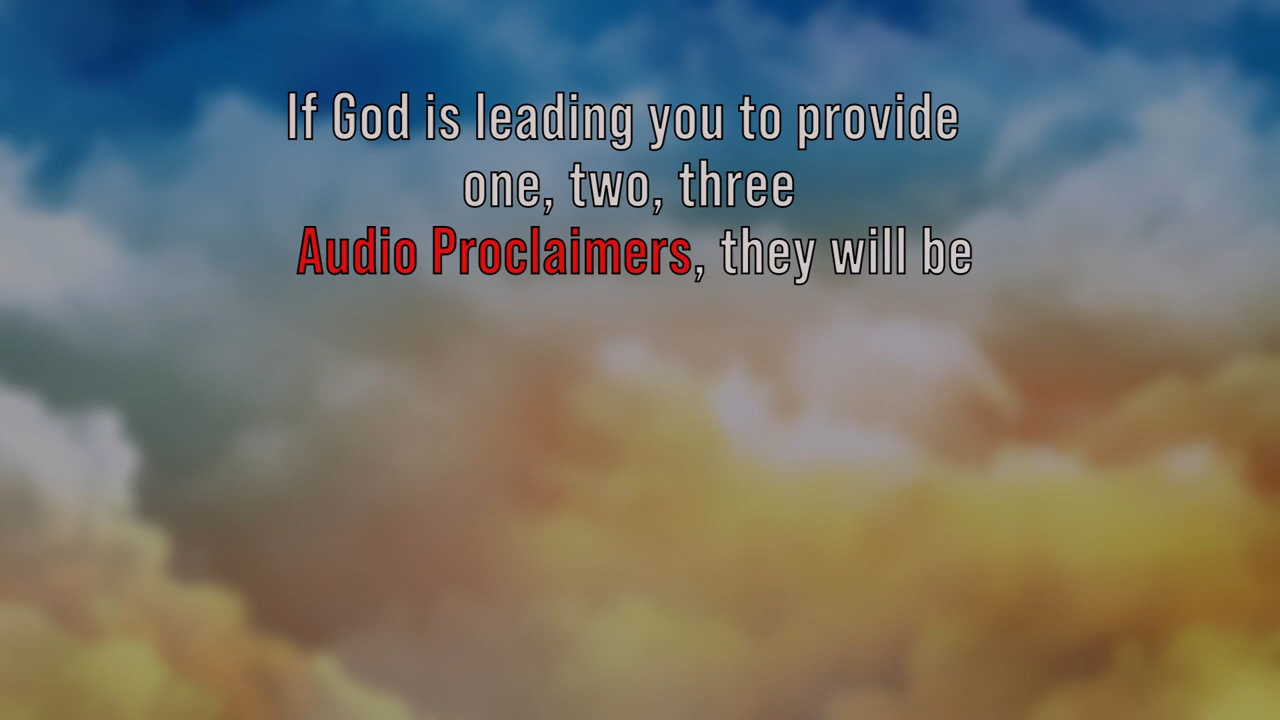 If God is leading you to provide
one, two, three
Audio Proclaimers, they will be